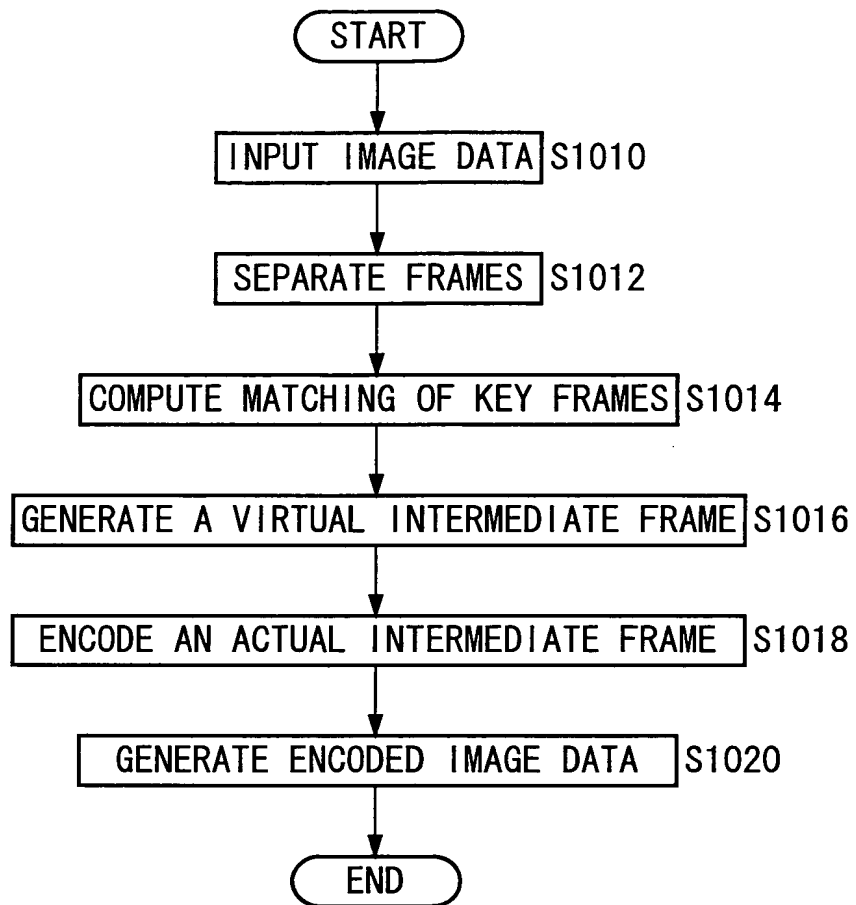 START
INPUT IMAGE DATA S1010
SEPARATE FRAMES S1012
COMPUTE MATCHING OF KEY FRAMES S1014
GENERATE A VIRTUAL INTERMEDIATE FRAME S1016
ENCODE AN ACTUAL INTERMEDIATE FRAME S1018
GENERATE ENCODED IMAGE DATA S1020
END